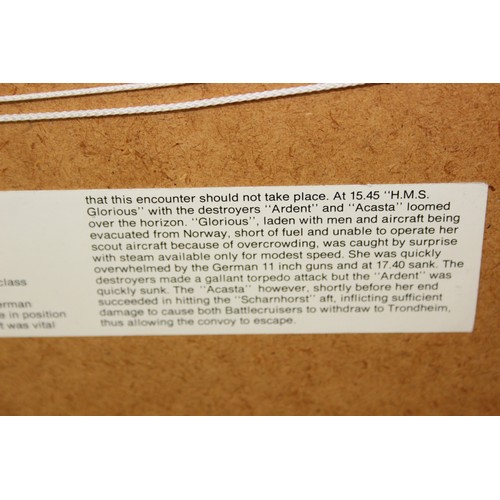 class
erman
e in position
t was vital
that this encounter should not take place. At 15.45 "H.M.S.
Glorious" with the destroyers "Ardent" and "Acasta" loomed
over the horizon. "Glorious", laden with men and aircraft being
evacuated from Norway, short of fuel and unable to operate her
scout aircraft because of overcrowding, was caught by surprise
with steam available only for modest speed. She was quickly
overwhelmed by the German 11 inch guns and at 17.40 sank. The
destroyers made a gallant torpedo attack but the "Ardent" was
quickly sunk. The "Acasta" however, shortly before her end
succeeded in hitting the "Scharnhorst" aft, inflicting sufficient
damage to cause both Battlecruisers to withdraw to Trondheim,
thus allowing the convoy to escape.